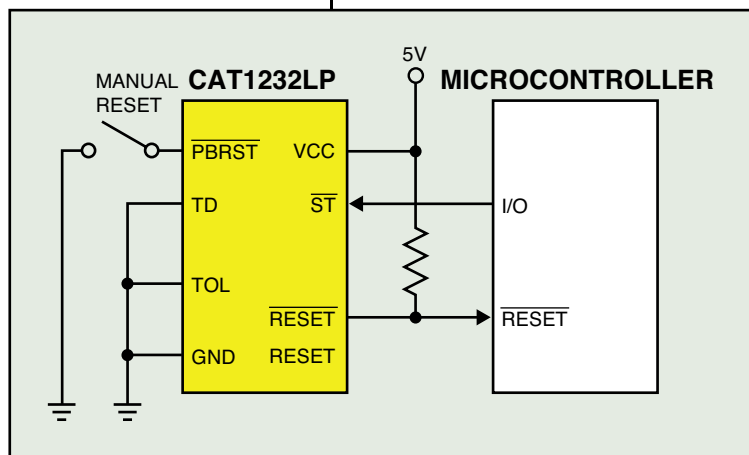 5V
MANUAL
RESET
CAT1232LP
MICROCONTROLLER
PBRST
VCC
TD
ST
I/O
TOL
RESET
RESET
GND
RESET